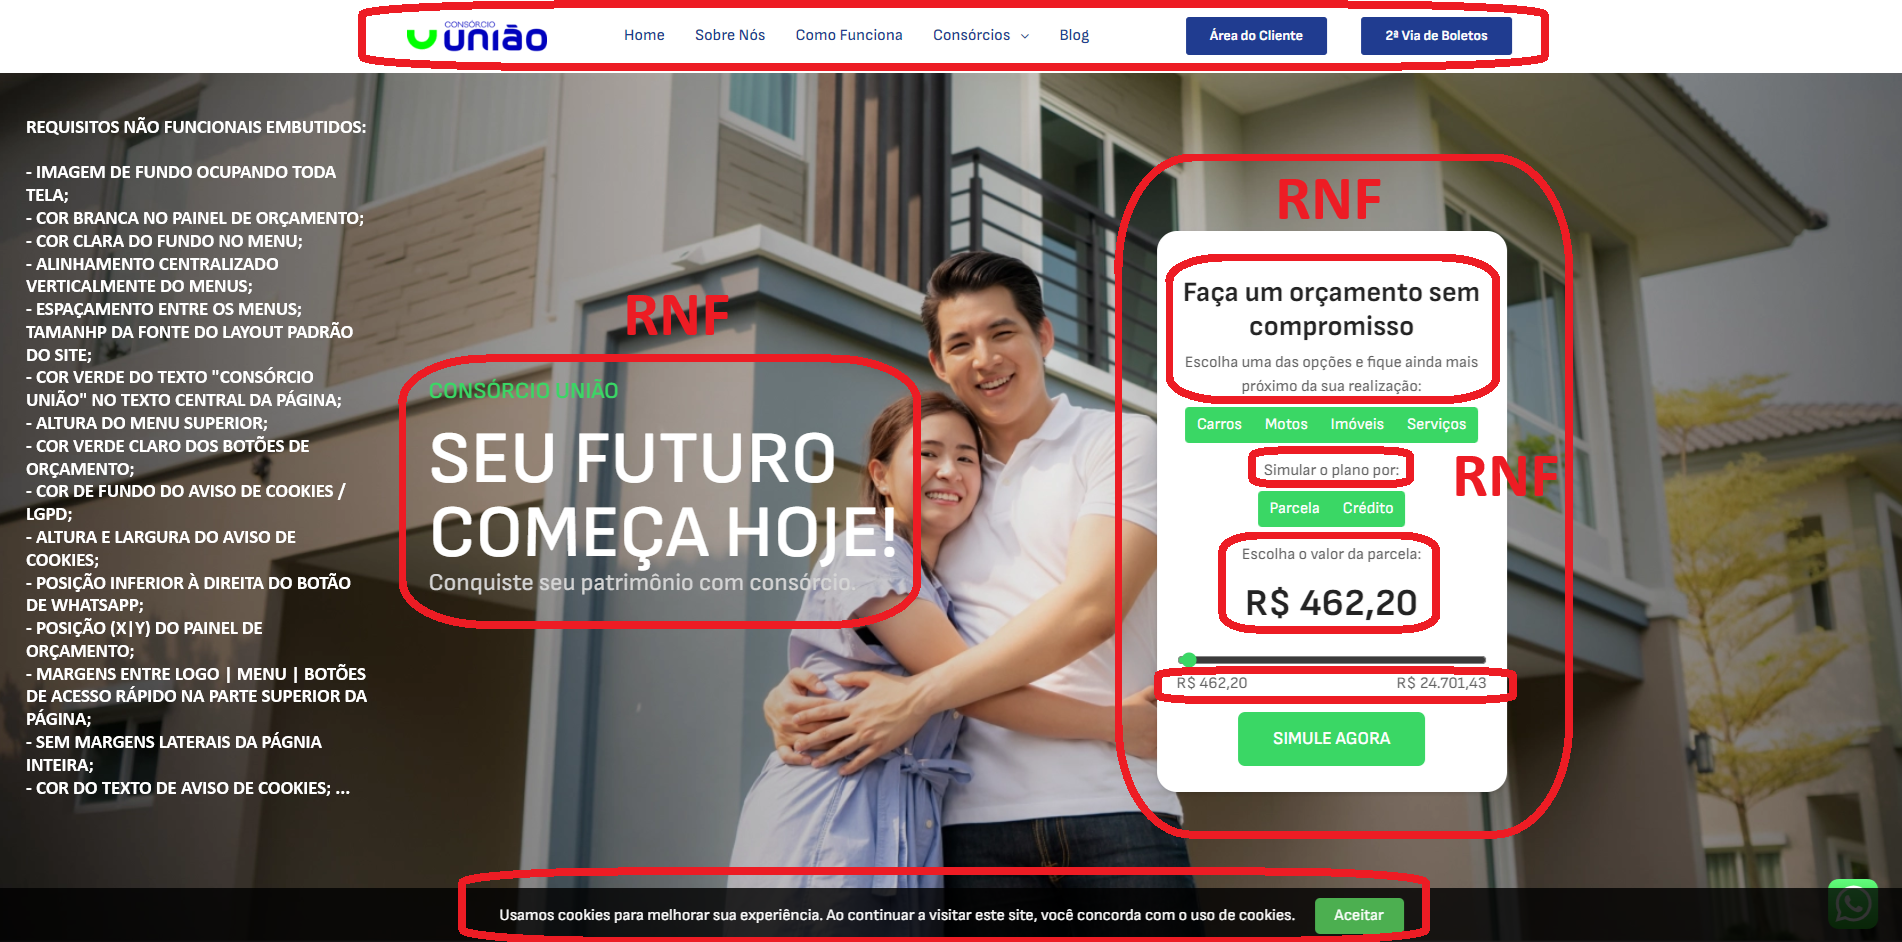 CONSÓRCIO
união
Home
Sobre Nós
Como Funciona
Consórcios
Blog
Área do Cliente
2ª Via de Boletos
REQUISITOS NÃO FUNCIONAIS EMBUTIDOS:
- IMAGEM DE FUNDO OCUPANDO TODA
TELA;
- COR BRANCA NO PAINEL DE ORÇAMENTO;
- COR CLARA DO FUNDO NO MENU;
- ALINHAMENTO CENTRALIZADO
VERTICALMENTE DO MENUS;
- ESPAÇAMENTO ENTRE OS MENUS;
TAMANHP DA FONTE DO LAYOUT PADRÃO
DO SITE;
- COR VERDE DO TEXTO "CONSÓRCIO
UNIÃO" NO TEXTO CENTRAL DA PÁGINA;
- ALTURA DO MENU SUPERIOR;
- COR VERDE CLARO DOS BOTÕES DE
ORÇAMENTO;
- COR DE FUNDO DO AVISO DE COOKIES /
LGPD;
- ALTURA E LARGURA DO AVISO DE
COOKIES;
- POSIÇÃO INFERIOR À DIREITA DO BOTÃO
DE WHATSAPP;
- POSIÇÃO (X|Y) DO PAINEL DE
ORÇAMENTO;
- MARGENS ENTRE LOGO | MENU | BOTÕES
DE ACESSO RÁPIDO NA PARTE SUPERIOR DA
PÁGINA;
- SEM MARGENS LATERAIS DA PÁGNIA
INTEIRA;
- COR DO TEXTO DE AVISO DE COOKIES; ...
RNF
CONSÓRCIO UNIÃO
SEU FUTURO
COMEÇA HOJE!
Conquiste seu patrimônio com consórcio.
RNF
Faça um orçamento sem
compromisso
Escolha uma das opções e fique ainda mais
próximo da sua realização:
Carros Motos Imóveis Serviços
Simular o plano por:
RNF
Parcela Crédito
Escolha o valor da parcela:
R$ 462,20
R$ 462,20 R$ 24.701,43
SIMULE AGORA
Usamos cookies para melhorar sua experiência. Ao continuar a visitar este site, você concorda com o uso de cookies.
Aceitar